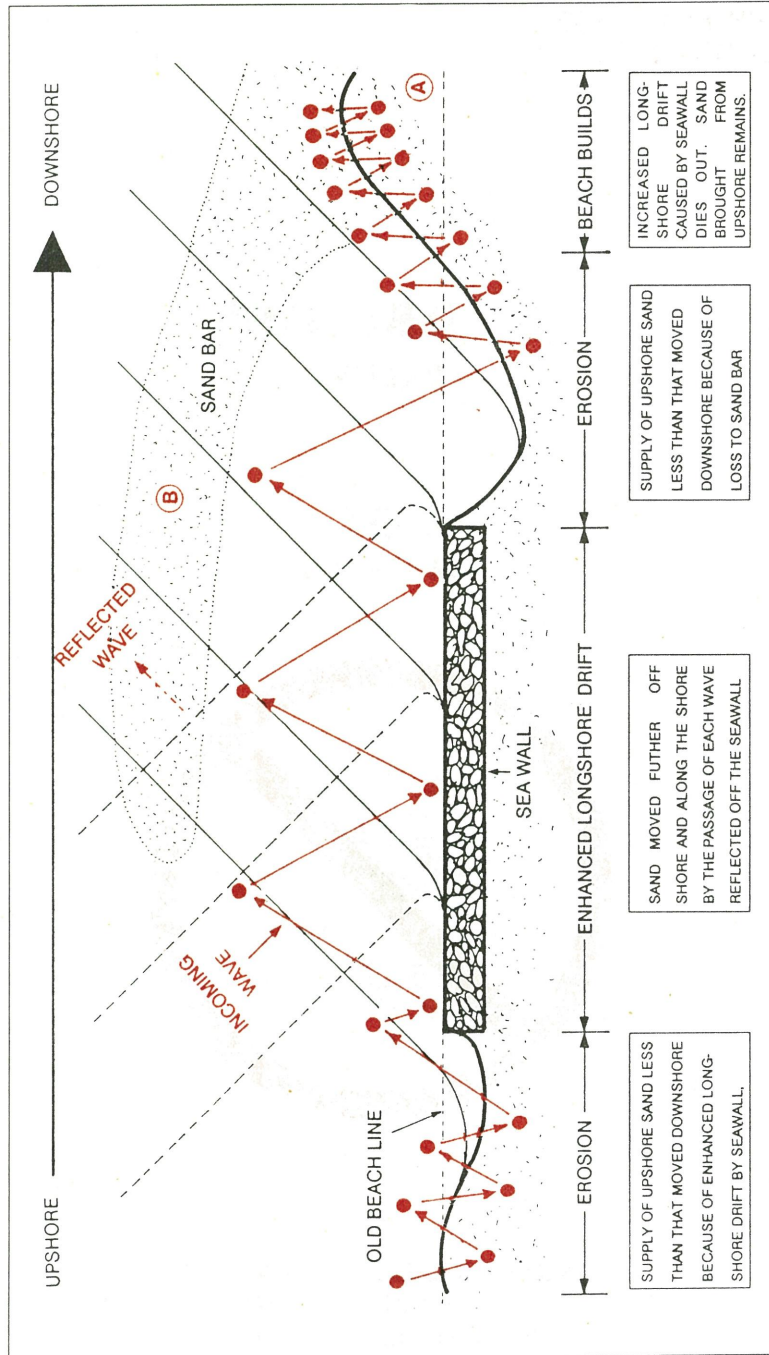 UPSHORE
DOWNSHORE
REFLECTED
WAVE
B
SAND BAR
INCOMING
WAVE
A
OLD BEACH LINE
SEA WALL
EROSION
ENHANCED LONGSHORE DRIFT
EROSION
BEACH BUILDS
SUPPLY OF UPSHORE SAND LESS
THAN THAT MOVED DOWNSHORE
BECAUSE OF ENHANCED LONG-
SHORE DRIFT BY SEAWALL,
SAND MOVED FUTHER OFF
SHORE AND ALONG THE SHORE
BY THE PASSAGE OF EACH WAVE
REFLECTED OFF THE SEAWALL
SUPPLY OF UPSHORE SAND
LESS THAN THAT MOVED
DOWNSHORE BECAUSE OF
LOSS TO SAND BAR
INCREASED LONG-
SHORE DRIFT
CAUSED BY SEAWALL
DIES OUT. SAND
BROUGHT FROM
UPSHORE REMAINS.